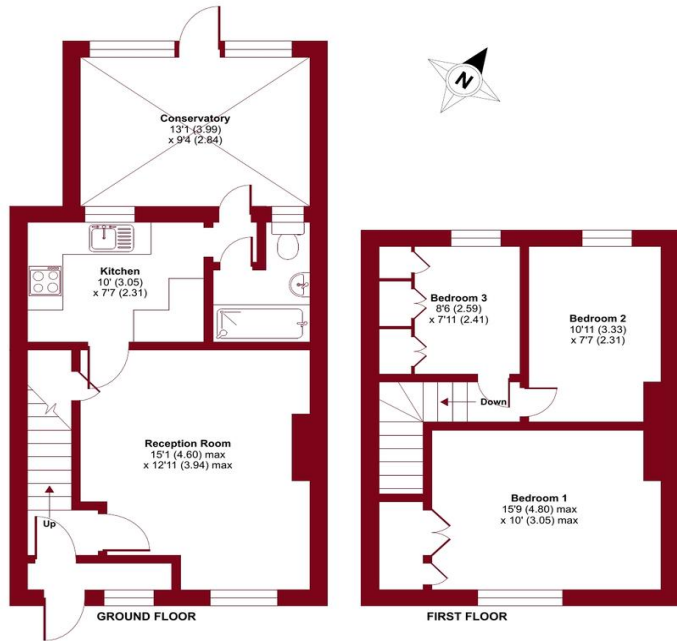 N
Conservatory
13'1 (3.99)
x 9'4 (2.84)
Kitchen
10' (3.05)
x 7'7 (2.31)
Reception Room
15'1 (4.60) max
x 12'11 (3.94) max
Up
GROUND FLOOR
Bedroom 3
8'6 (2.59)
x 7'11 (2.41)
Bedroom 2
10'11 (3.33)
x 7'7 (2.31)
Down
Bedroom 1
15'9 (4.80) max
x 10' (3.05) max
FIRST FLOOR